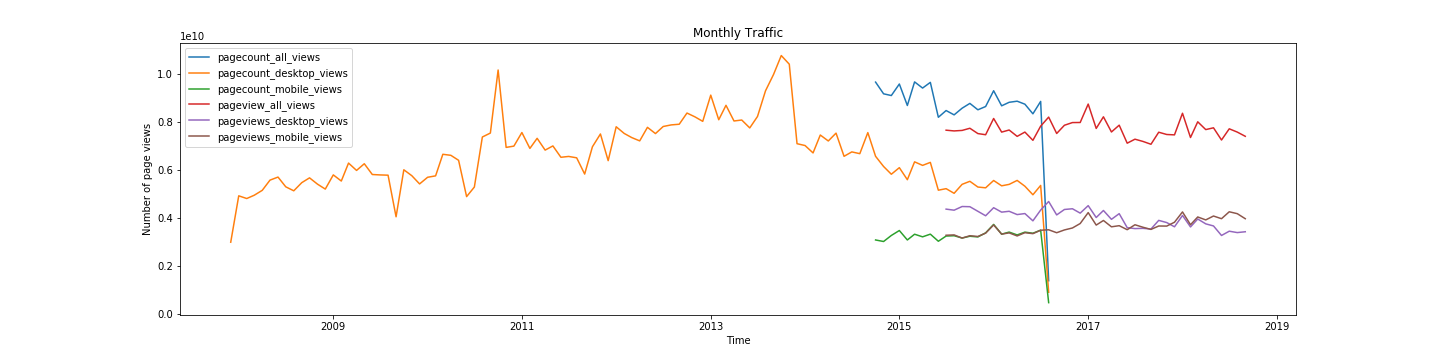 Monthly Traffic
1e10
pagecount_all_views
pagecount_desktop_views
pagecount_mobile_views
pageview_all_views
pageviews_desktop_views
pageviews_mobile_views
Number of page views
1.0
0.8
0.6
0.4
0.2
0.0
2009 2011 2013 2015 2017 2019
Time